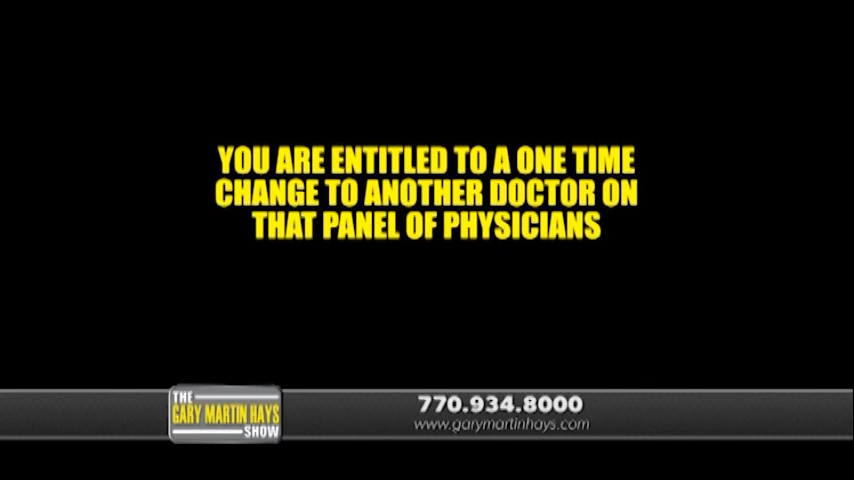 YOU ARE ENTITLED TO A ONE TIME
CHANGE TO ANOTHER DOCTOR ON
THAT PANEL OF PHYSICIANS
THE
GARY MARTIN HAYS
SHOW
770.934.8000
www.garymartinhays.com